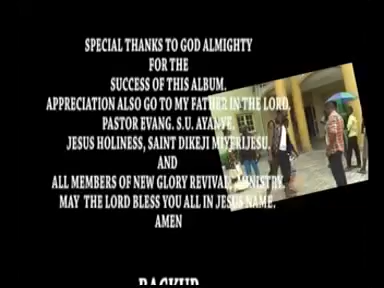 SPECIAL THANKS TO GOD ALMIGHTY
FOR THE
SUCCESS OF THIS ALBUM.
APPRECIATION ALSO GO TO MY FATHER IN THE LORD.
PASTOR EVANG. S.U. AYANYE.
JESUS HOLINESS, SAINT DIKEJI MIYERIJESU.
AND
ALL MEMBERS OF NEW GLORY REVIVAL MINISTRY.
MAY THE LORD BLESS YOU ALL IN JESUS NAME.
AMEN
BACKUP